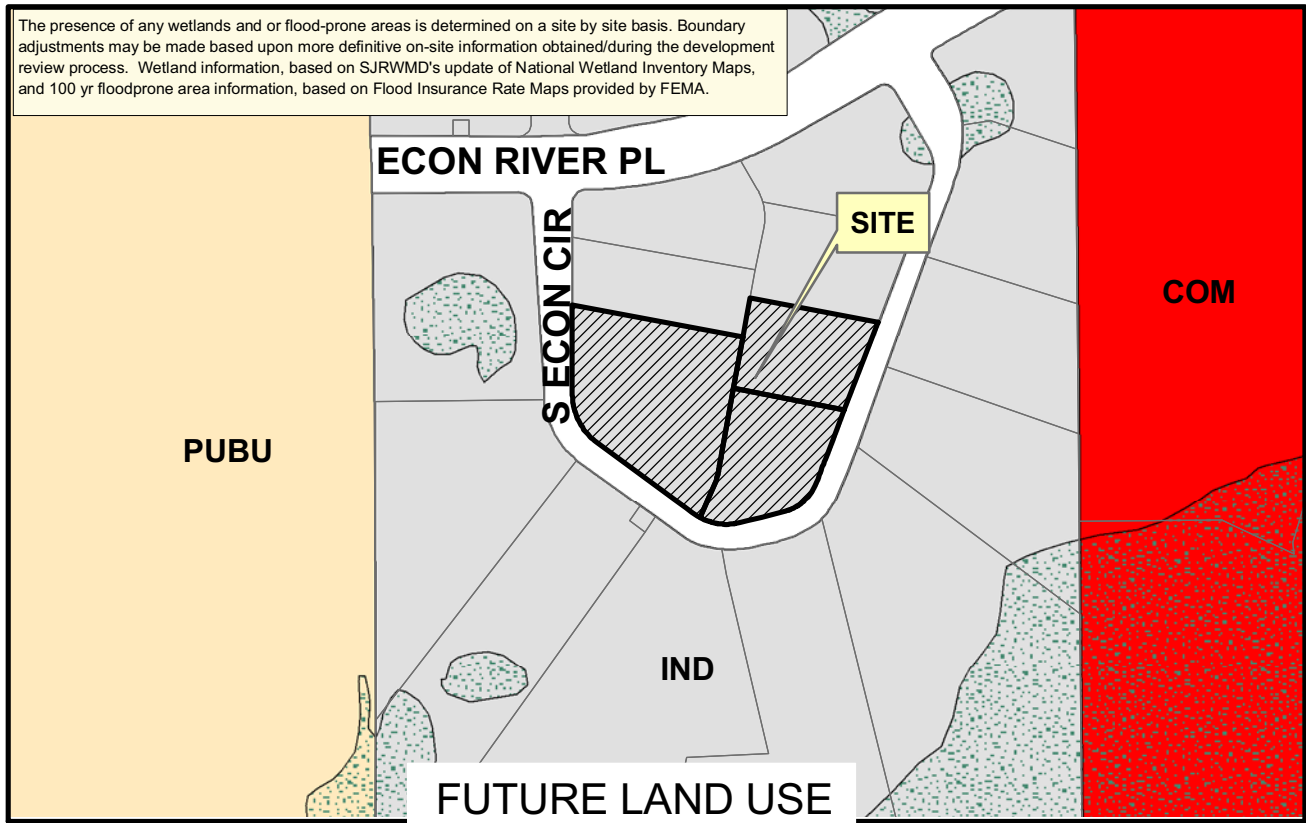 The presence of any wetlands and or flood-prone areas is determined on a site by site basis. Boundary
adjustments may be made based upon more definitive on-site information obtained/during the development
review process.  Wetland information, based on SJRWMD's update of National Wetland Inventory Maps,
and 100 yr floodprone area information, based on Flood Insurance Rate Maps provided by FEMA.
ECON RIVER PL
S ECON CIR
SITE
COM
PUBU
IND
FUTURE LAND USE